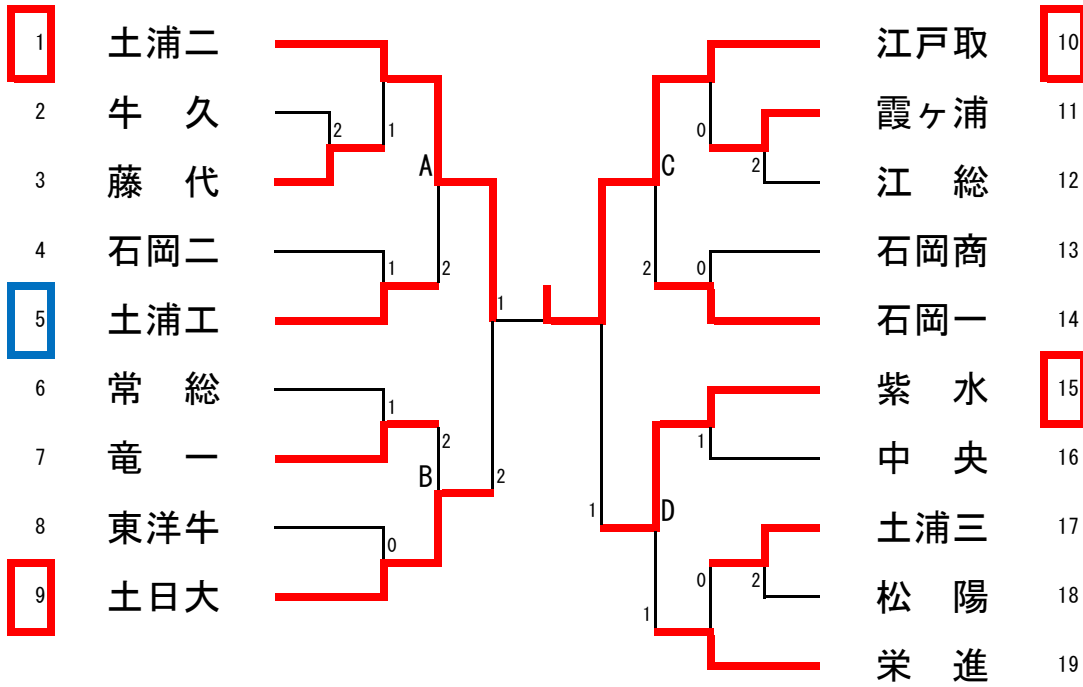 1 土浦二
2 牛 久
3 藤 代
4 石岡二
5 土浦工
6 常 総
7 竜 一
8 東洋牛
9 土日大
2
1
A
1
2
1
1
2
B
2
0
江戸取 10
霞ヶ浦 11
江 総 12
石岡商 13
石岡一 14
紫 水 15
中 央 16
土浦三 17
松 陽 18
栄 進 19
0
2
C
2
0
1
1
D
0
2
1